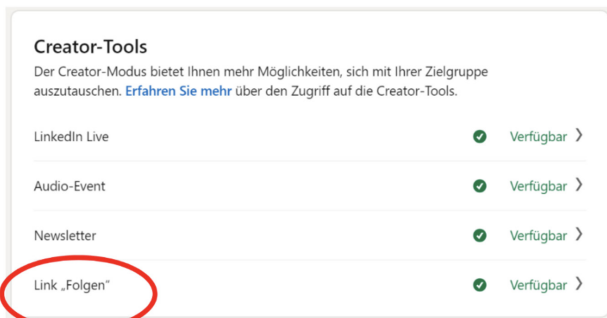 Creator-Tools
Der Creator-Modus bietet Ihnen mehr Möglichkeiten, sich mit Ihrer Zielgruppe
auszutauschen. Erfahren Sie mehr über den Zugriff auf die Creator-Tools.
LinkedIn Live Verfügbar
Audio-Event Verfügbar
Newsletter Verfügbar
Link „Folgen“ Verfügbar